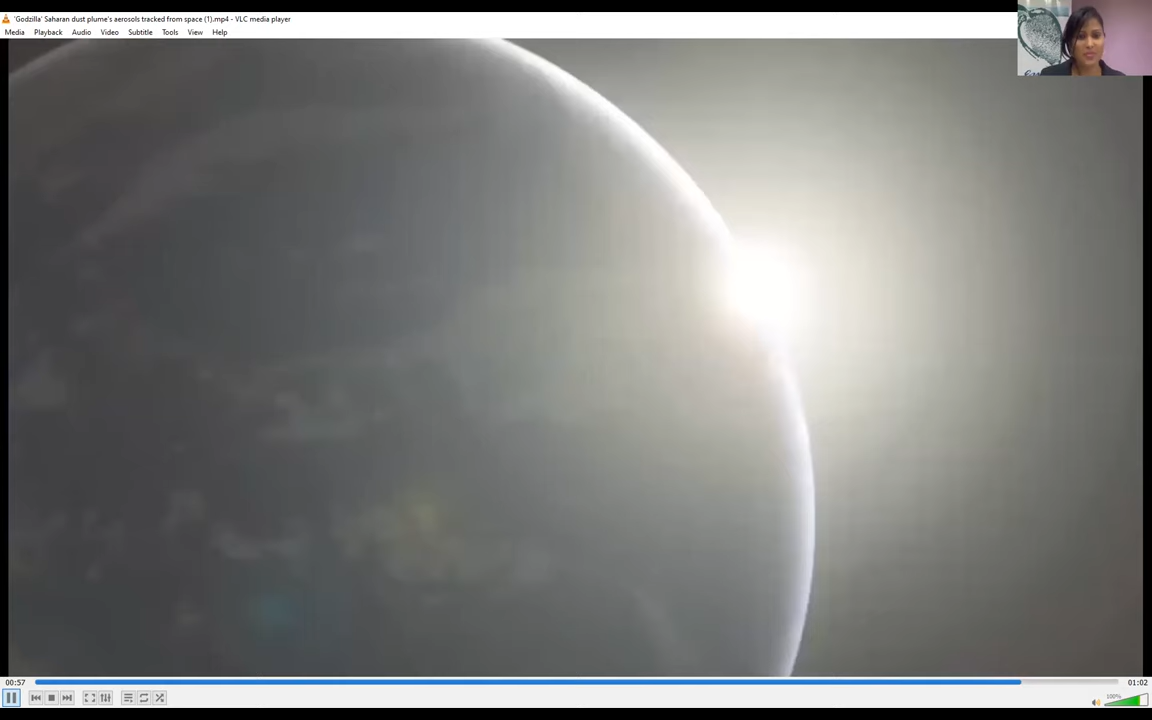 'Godzilla' Saharan dust plume's aerosols tracked from space (1).mp4 - VLC media player
Media Playback Audio Video Subtitle Tools View Help
00:57
01:02
100%